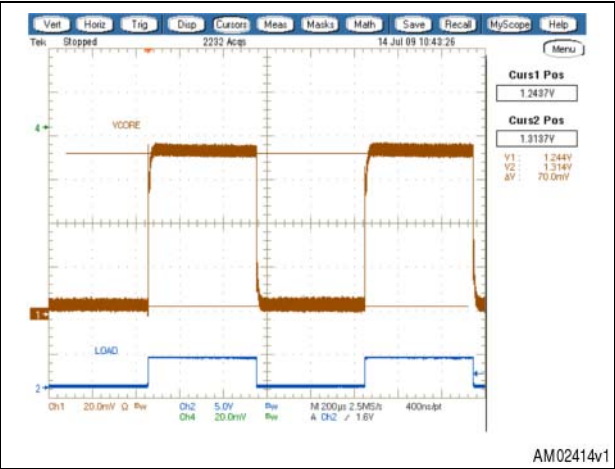 Vert Horiz Trig Disp Cursors Meas Masks Math Save Recall MyScope Help
Tek Stopped 2232 Acqs 14 Jul 09 10:43:26 Menu
Curs1 Pos
1.2437V
Curs2 Pos
1.3137V
V1: 1.244V
V2: 1.314V
ΔV: 70.0mV
4
VCORE
1
LOAD
2
Ch1 20.0mV Ω Bw Ch2 5.0V Bw M 200µs 2.5MS/s 400ns/pt
Ch4 20.0mV Bw A Ch2 ∕ 1.6V
AM02414v1